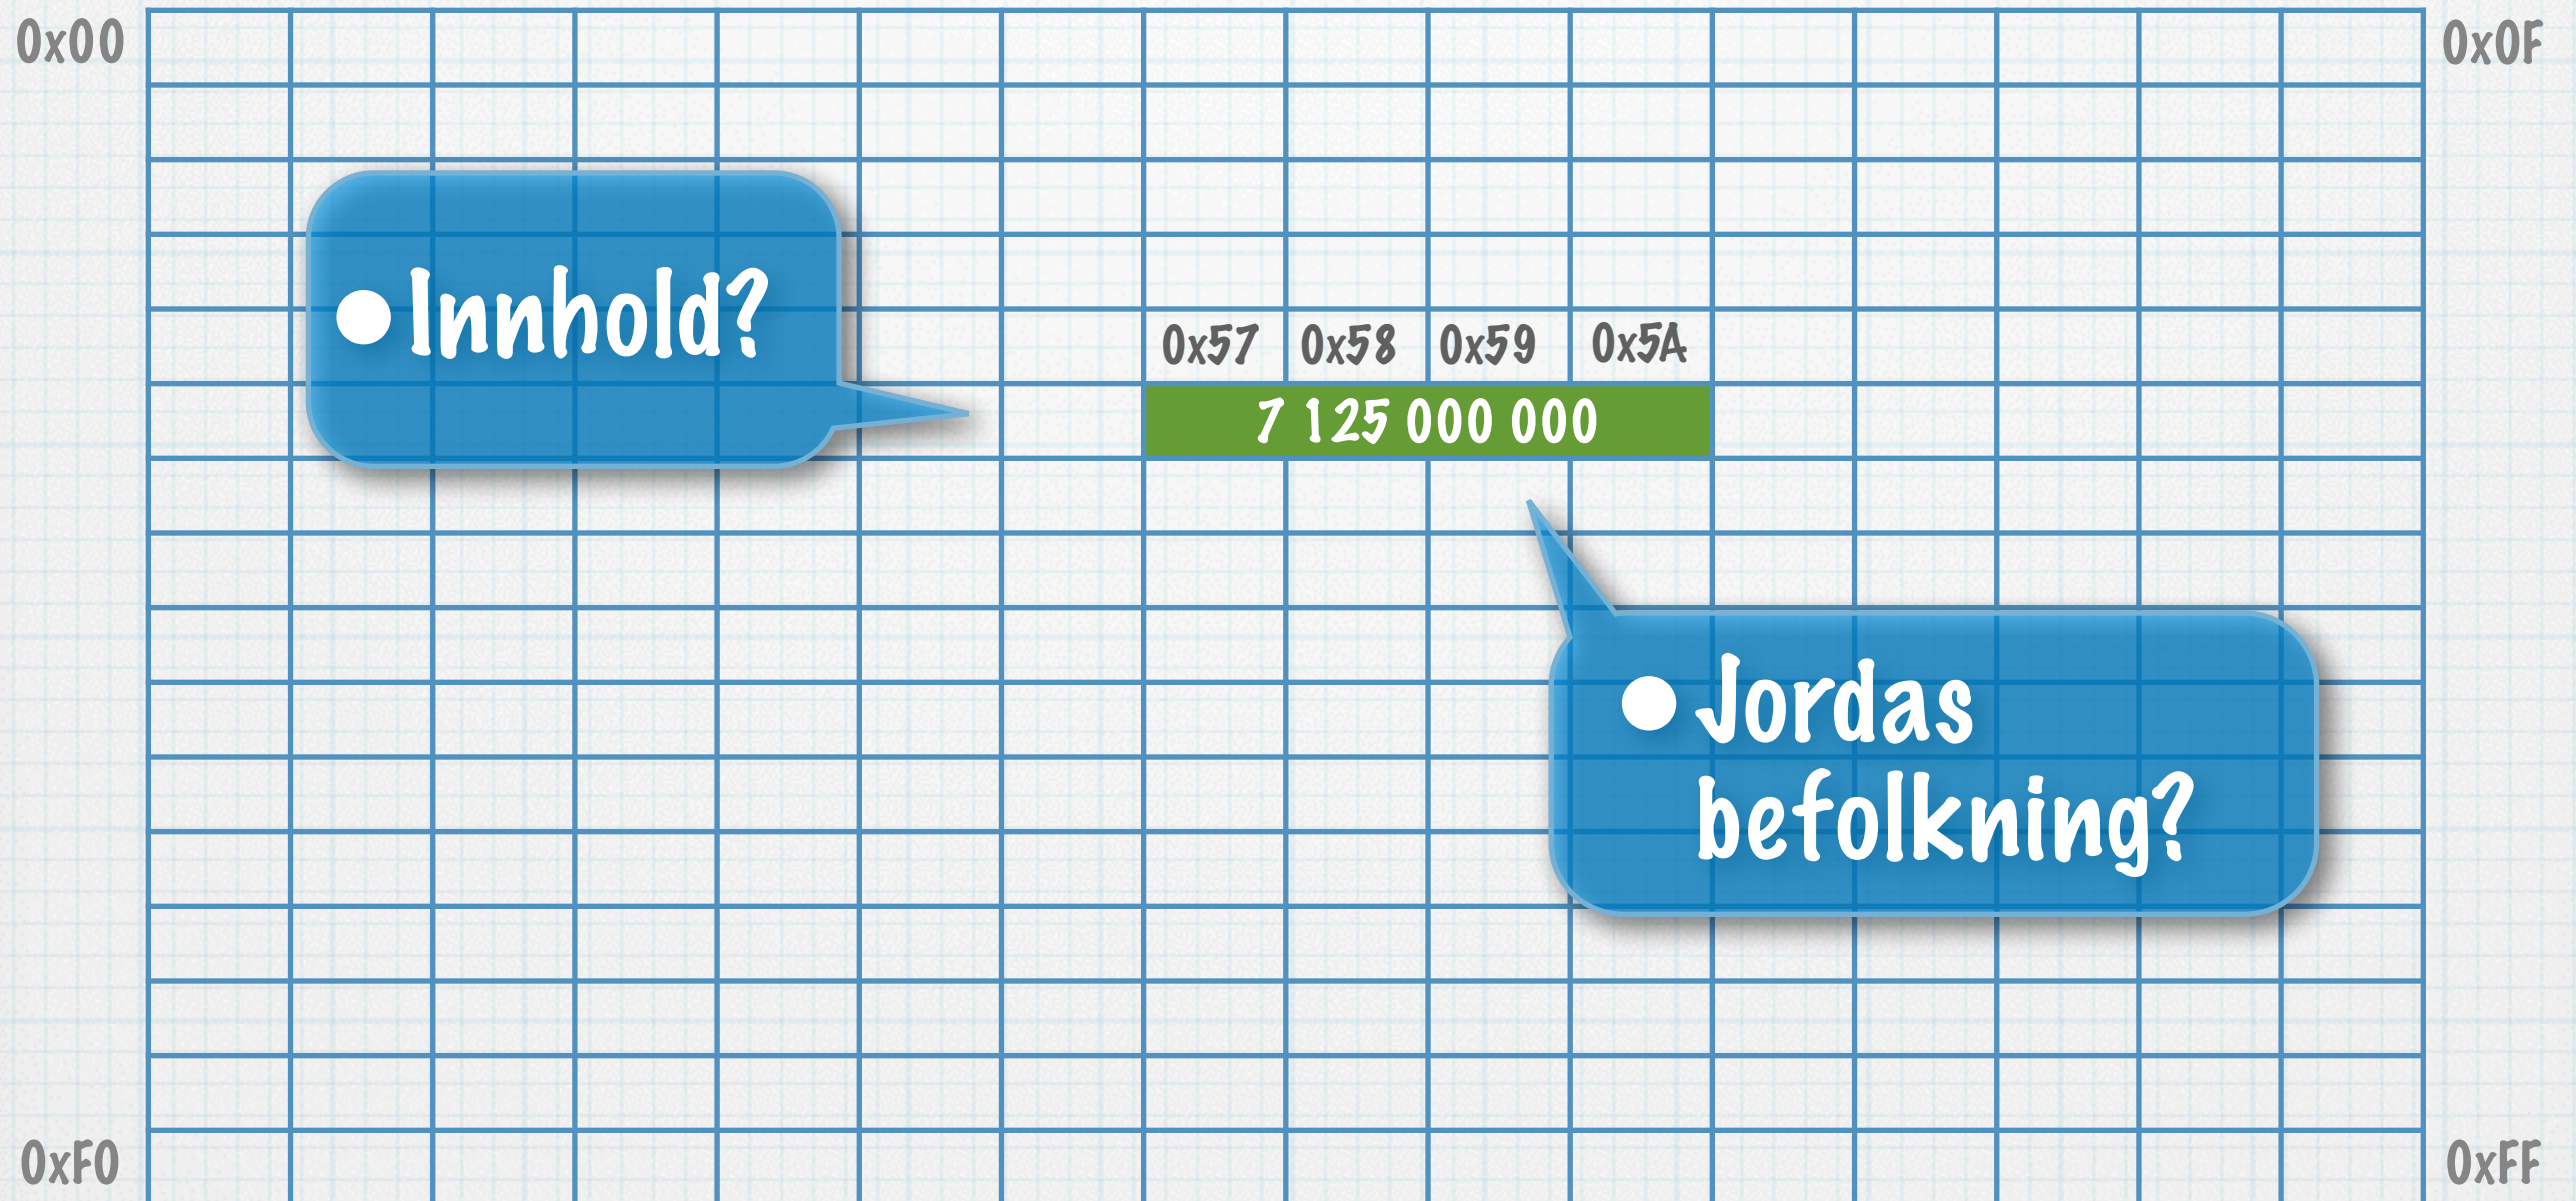 0x00
0x0F
• Innhold?
0x57 0x58 0x59 0x5A
7 125 000 000
• Jordas
befolkning?
0xF0
0xFF